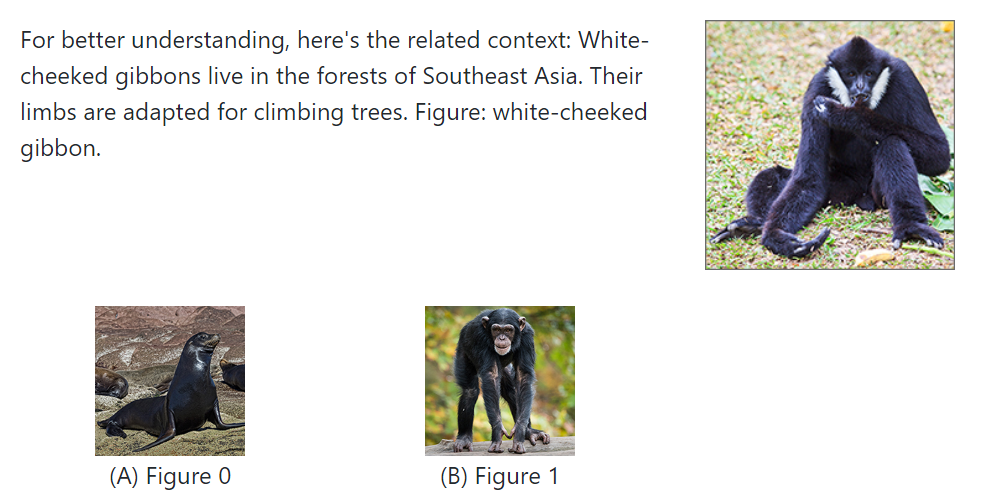 For better understanding, here's the related context: White-
cheeked gibbons live in the forests of Southeast Asia. Their
limbs are adapted for climbing trees. Figure: white-cheeked
gibbon.
(A) Figure 0
(B) Figure 1